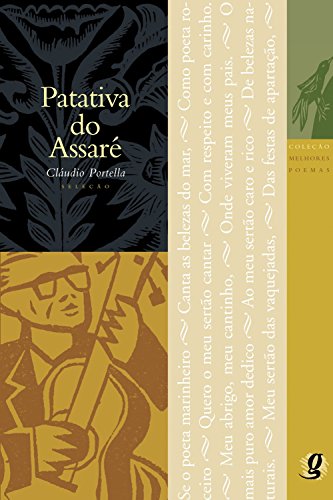 Patativa
do
Assaré
Cláudio Portella
SELEÇÃO
Se o poeta marinheiro ~ Canta as belezas do mar, ~ Como poeta ro-
ceiro ~ Quero o meu sertão cantar ~ Com respeito e com carinho.
~ Meu abrigo, meu cantinho, ~ Onde viveram meus pais. ~ O
mais puro amor dedico ~ Ao meu sertão caro e rico ~ De belezas na-
turais. ~ Meu sertão das vaquejadas, ~ Das festas de apartação, ~
COLEÇÃO
MELHORES
POEMAS
g